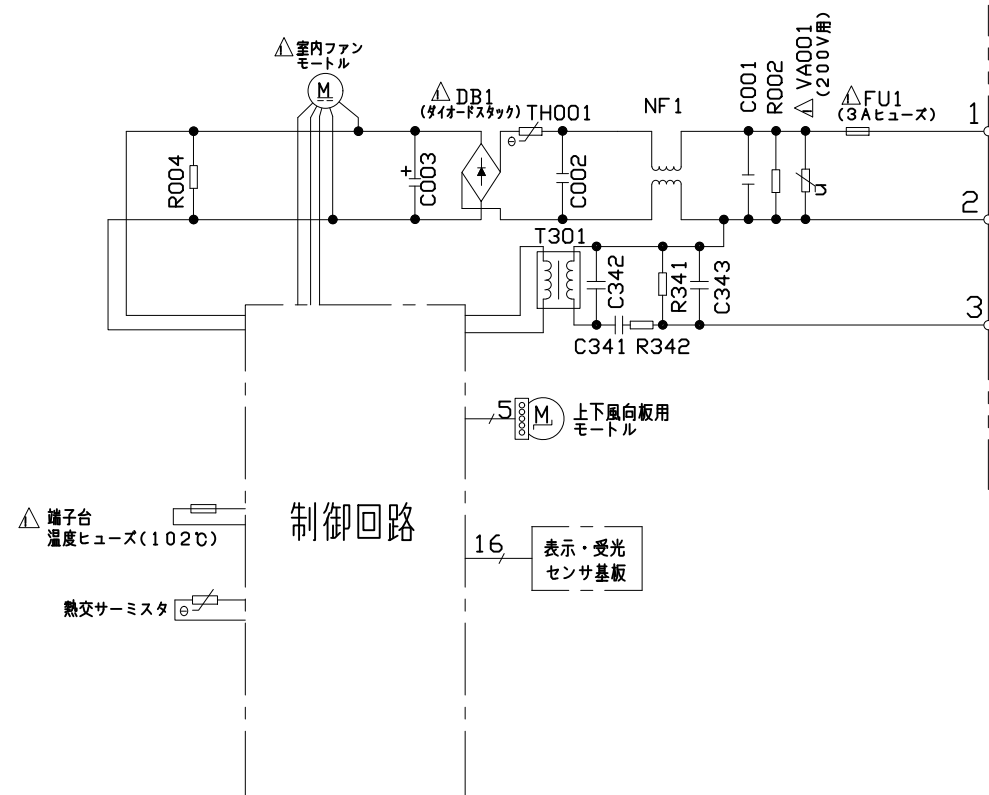 ⚠ 室内ファン
モートル
M
⚠ DB1
(ダイオードスタック)
TH001
θ
NF1
C001
R002
⚠ VA001
(200V用)
⚠ FU1
(3Aヒューズ)
1
R004
+
C003
C002
u
2
T301
C342
R341
C343
3
C341
R342
5
M
上下風向板用
モートル
制御回路
⚠ 端子台
温度ヒューズ(102℃)
16
表示・受光
センサ基板
熱交サーミスタ
θ